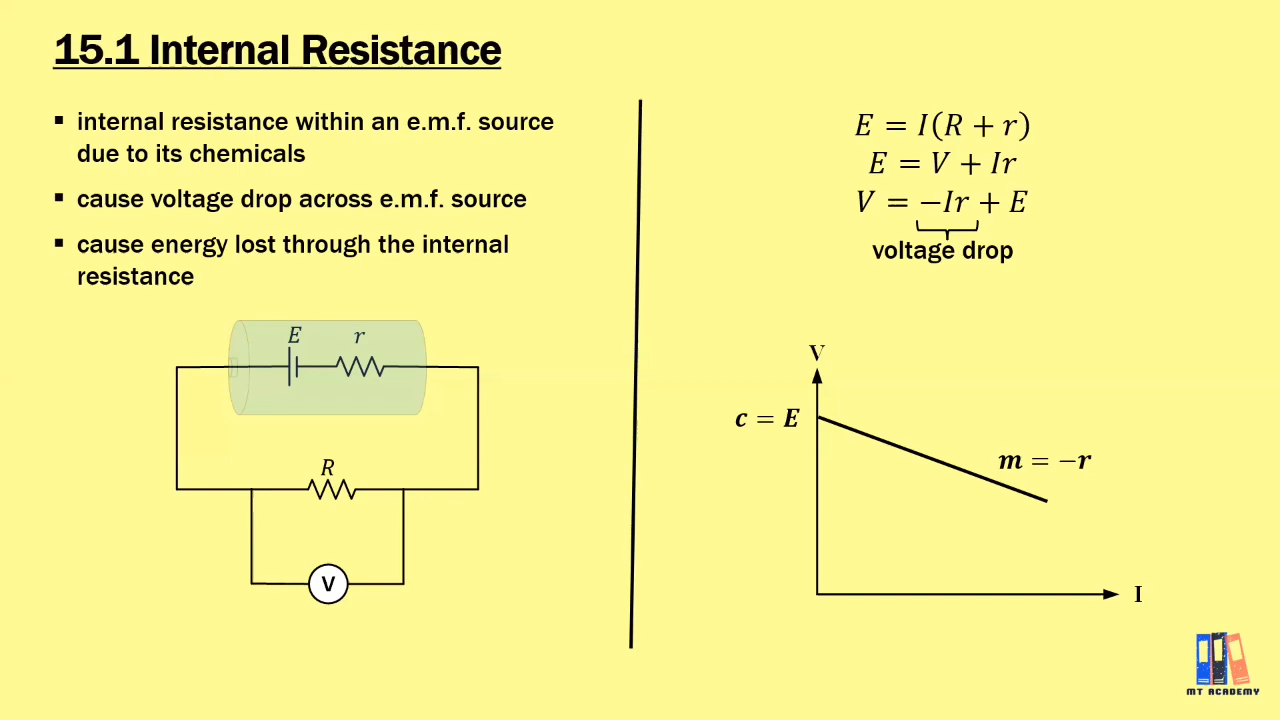 15.1 Internal Resistance
▪ internal resistance within an e.m.f. source
due to its chemicals
▪ cause voltage drop across e.m.f. source
▪ cause energy lost through the internal
resistance
E r
R
V
E = I(R + r)
E = V + Ir
V = −Ir + E
voltage drop
V
c = E
m = −r
I
MT ACADEMY